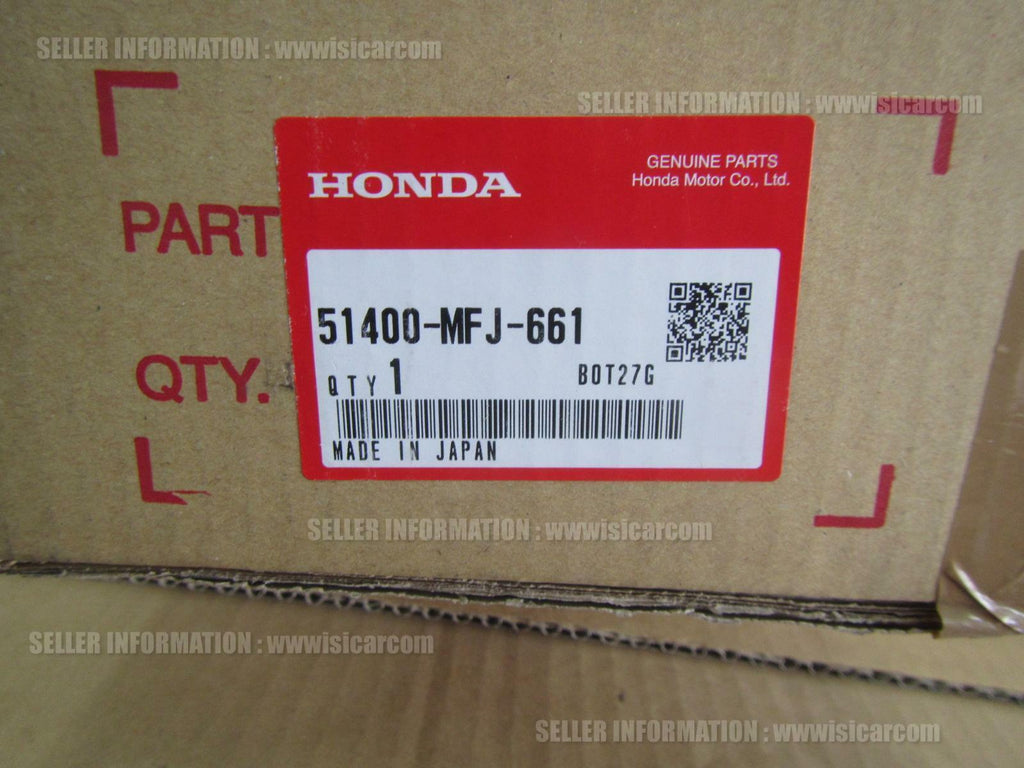 SELLER INFORMATION : wwwisicarcom
SELLER INFORMATION : wwwisicarcom
HONDA
GENUINE PARTS
Honda Motor Co., Ltd.
PART
51400-MFJ-661
QTY.
QTY 1
BOT27G
MADE IN JAPAN
SELLER INFORMATION : wwwisicarcom
SELLER INFORMATION : wwwisicarcom
SELLER INFORMATION : wwwisicarcom